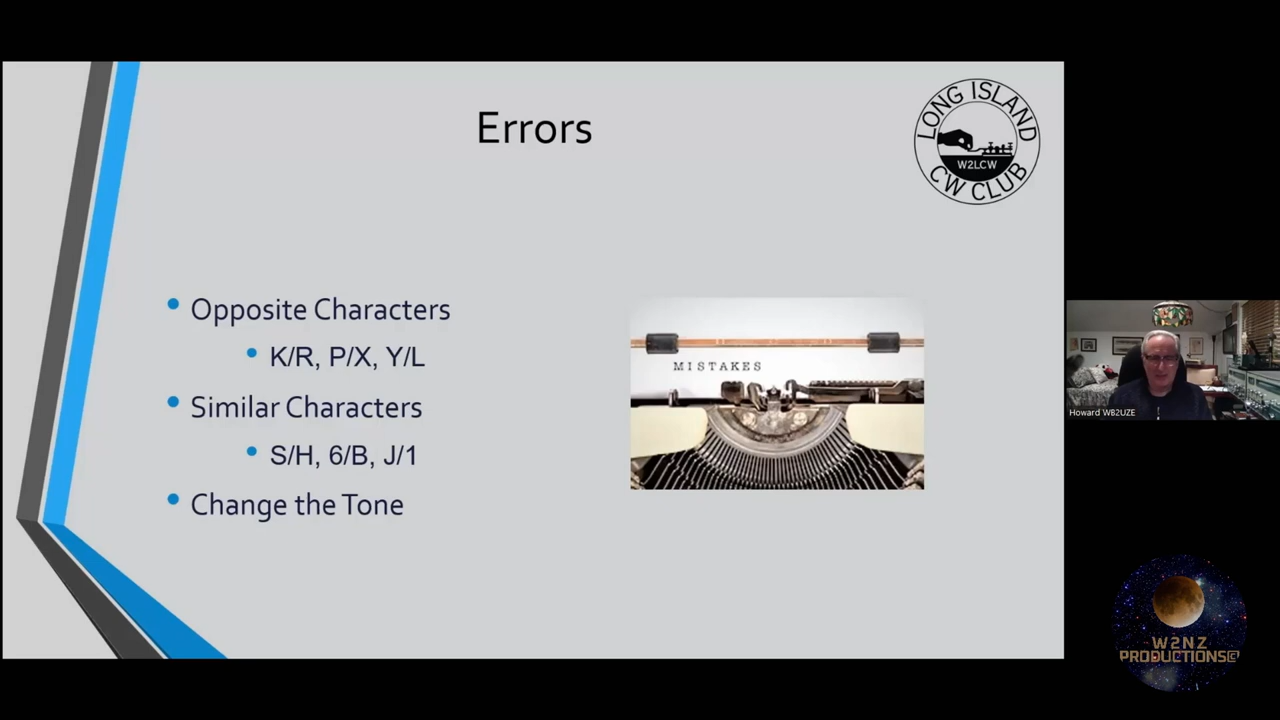 Errors
LONG ISLAND
W2LCW
CW CLUB
• Opposite Characters
• K/R, P/X, Y/L
• Similar Characters
• S/H, 6/B, J/1
• Change the Tone
MISTAKES
Howard WB2UZE
W2NZ
PRODUCTIONS©